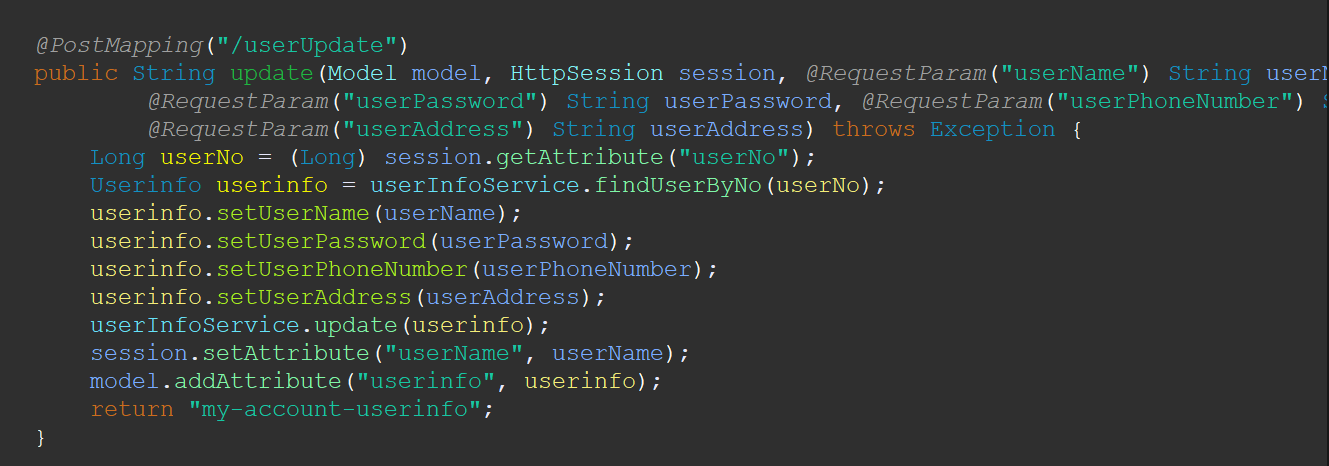 @PostMapping("/userUpdate")
public String update(Model model, HttpSession session, @RequestParam("userName") String
@RequestParam("userPassword") String userPassword, @RequestParam("userPhoneNumber")
@RequestParam("userAddress") String userAddress) throws Exception {
Long userNo = (Long) session.getAttribute("userNo");
Userinfo userinfo = userInfoService.findUserByNo(userNo);
userinfo.setUserName(userName);
userinfo.setUserPassword(userPassword);
userinfo.setUserPhoneNumber(userPhoneNumber);
userinfo.setUserAddress(userAddress);
userInfoService.update(userinfo);
session.setAttribute("userName", userName);
model.addAttribute("userinfo", userinfo);
return "my-account-userinfo";
}